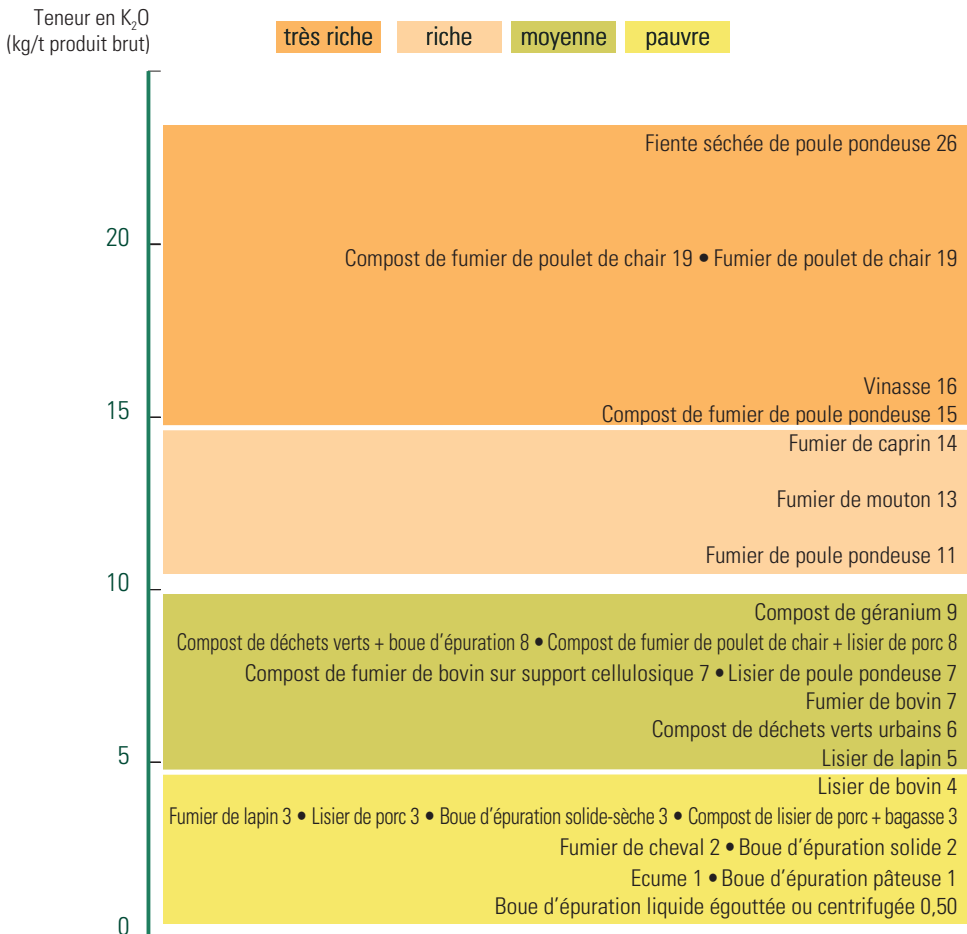 Teneur en K₂O
(kg/t produit brut)
très riche riche moyenne pauvre
Fiente séchée de poule pondeuse 26
20
Compost de fumier de poulet de chair 19 • Fumier de poulet de chair 19
Vinasse 16
15
Compost de fumier de poule pondeuse 15
Fumier de caprin 14
Fumier de mouton 13
Fumier de poule pondeuse 11
10
Compost de géranium 9
Compost de déchets verts + boue d'épuration 8 • Compost de fumier de poulet de chair + lisier de porc 8
Compost de fumier de bovin sur support cellulosique 7 • Lisier de poule pondeuse 7
Fumier de bovin 7
Compost de déchets verts urbains 6
5
Lisier de lapin 5
Lisier de bovin 4
Fumier de lapin 3 • Lisier de porc 3 • Boue d'épuration solide-sèche 3 • Compost de lisier de porc + bagasse 3
Fumier de cheval 2 • Boue d'épuration solide 2
Ecume 1 • Boue d'épuration pâteuse 1
Boue d'épuration liquide égouttée ou centrifugée 0,50
0